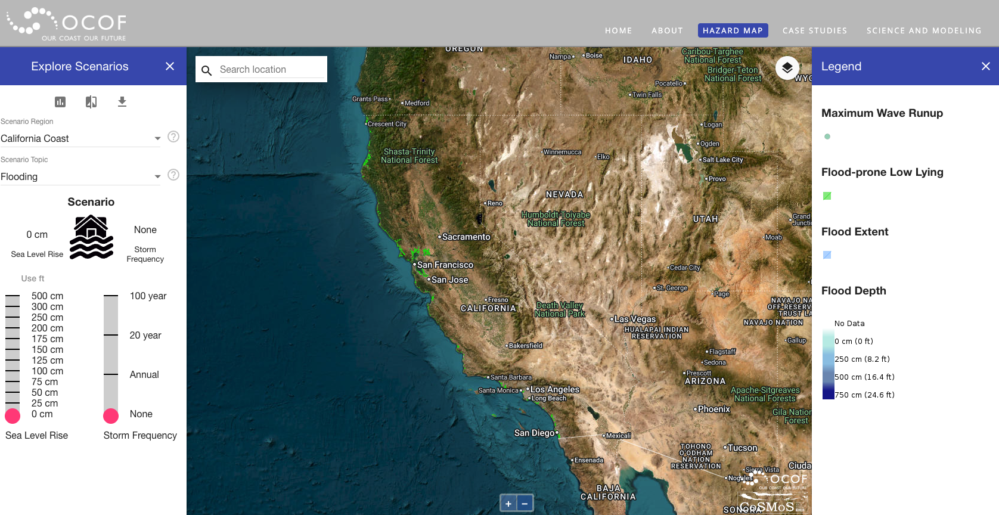 OCOF
OUR COAST OUR FUTURE
HOME
ABOUT
HAZARD MAP
CASE STUDIES
SCIENCE AND MODELING
Explore Scenarios
Scenario Region
California Coast
Scenario Topic
Flooding
Scenario
0 cm
Sea Level Rise
None
Storm
Frequency
Use ft
500 cm
300 cm
250 cm
200 cm
175 cm
150 cm
125 cm
100 cm
75 cm
50 cm
25 cm
0 cm
Sea Level Rise
100 year
20 year
Annual
None
Storm Frequency
Search location
OREGON
Nampa
Boise
IDAHO
Caribou-Targhee
National Forest
Bridger-Teton
National Forest
WYO
Pocatello
Twin Falls
Grants Pass
Medford
Crescent City
Logan
Ogden
Shasta-Trinity
National Forest
Winnemucca
Elko
Salt Lake City
Provo
NEVADA
Reno
Humboldt-Toiyabe
National Forest
UTAH
Grand
Juncti
Moab
Sacramento
San Francisco
San Jose
Cedar City
St. George
Page
Fresno
CALIFORNIA
Death Valley
National Park
NAVAJO NA
OFF-RESERV
TRUST LA
Las Vegas
NAVAJO NATION
HUALAPAI INDIAN
RESERVATION
Gallup
Bakersfield
Flagstaff
Sedona
Prescott
ARIZONA
Santa Barbara
Santa Monica
Los Angeles
Long Beach
Apache-Sitgreaves
National Forests
Phoenix
Gila Nation
Forest
San Diego
Mexicali
TOHONO
O'ODHAM
NATION
RESERVATION
Tucson
Ensenada
Ciuda
Sierra Vista
Nogales
OCOF
OUR COAST OUR FUTURE
BAJA
CALIFORNIA
SONORA
CoSMoS
+
−
Legend
Maximum Wave Runup
Flood-prone Low Lying
Flood Extent
Flood Depth
No Data
0 cm (0 ft)
250 cm (8.2 ft)
500 cm (16.4 ft)
750 cm (24.6 ft)